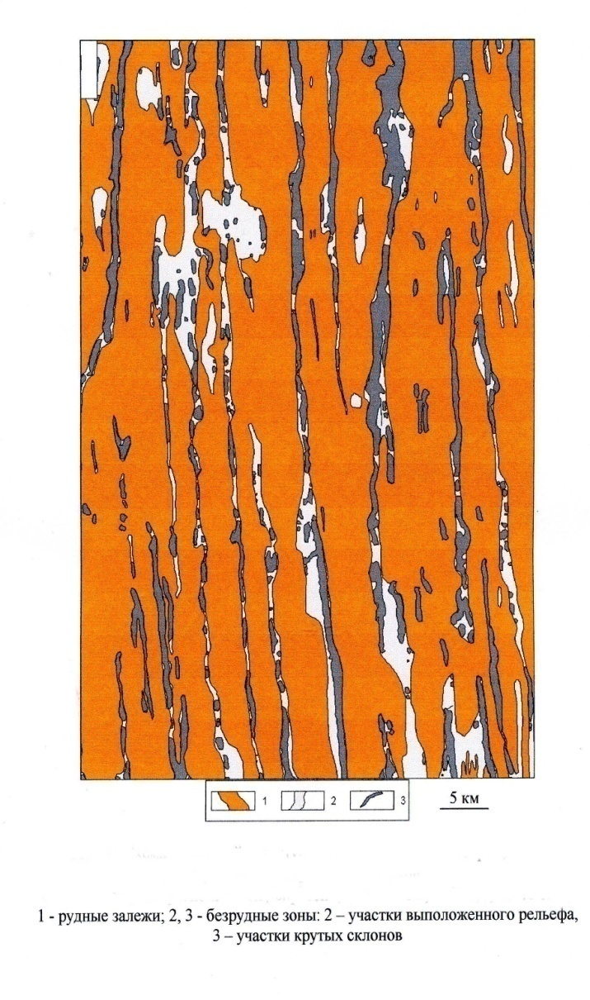 1 2 3 5 км
1 - рудные залежи; 2, 3 - безрудные зоны: 2 – участки выположенного рельефа,
3 – участки крутых склонов